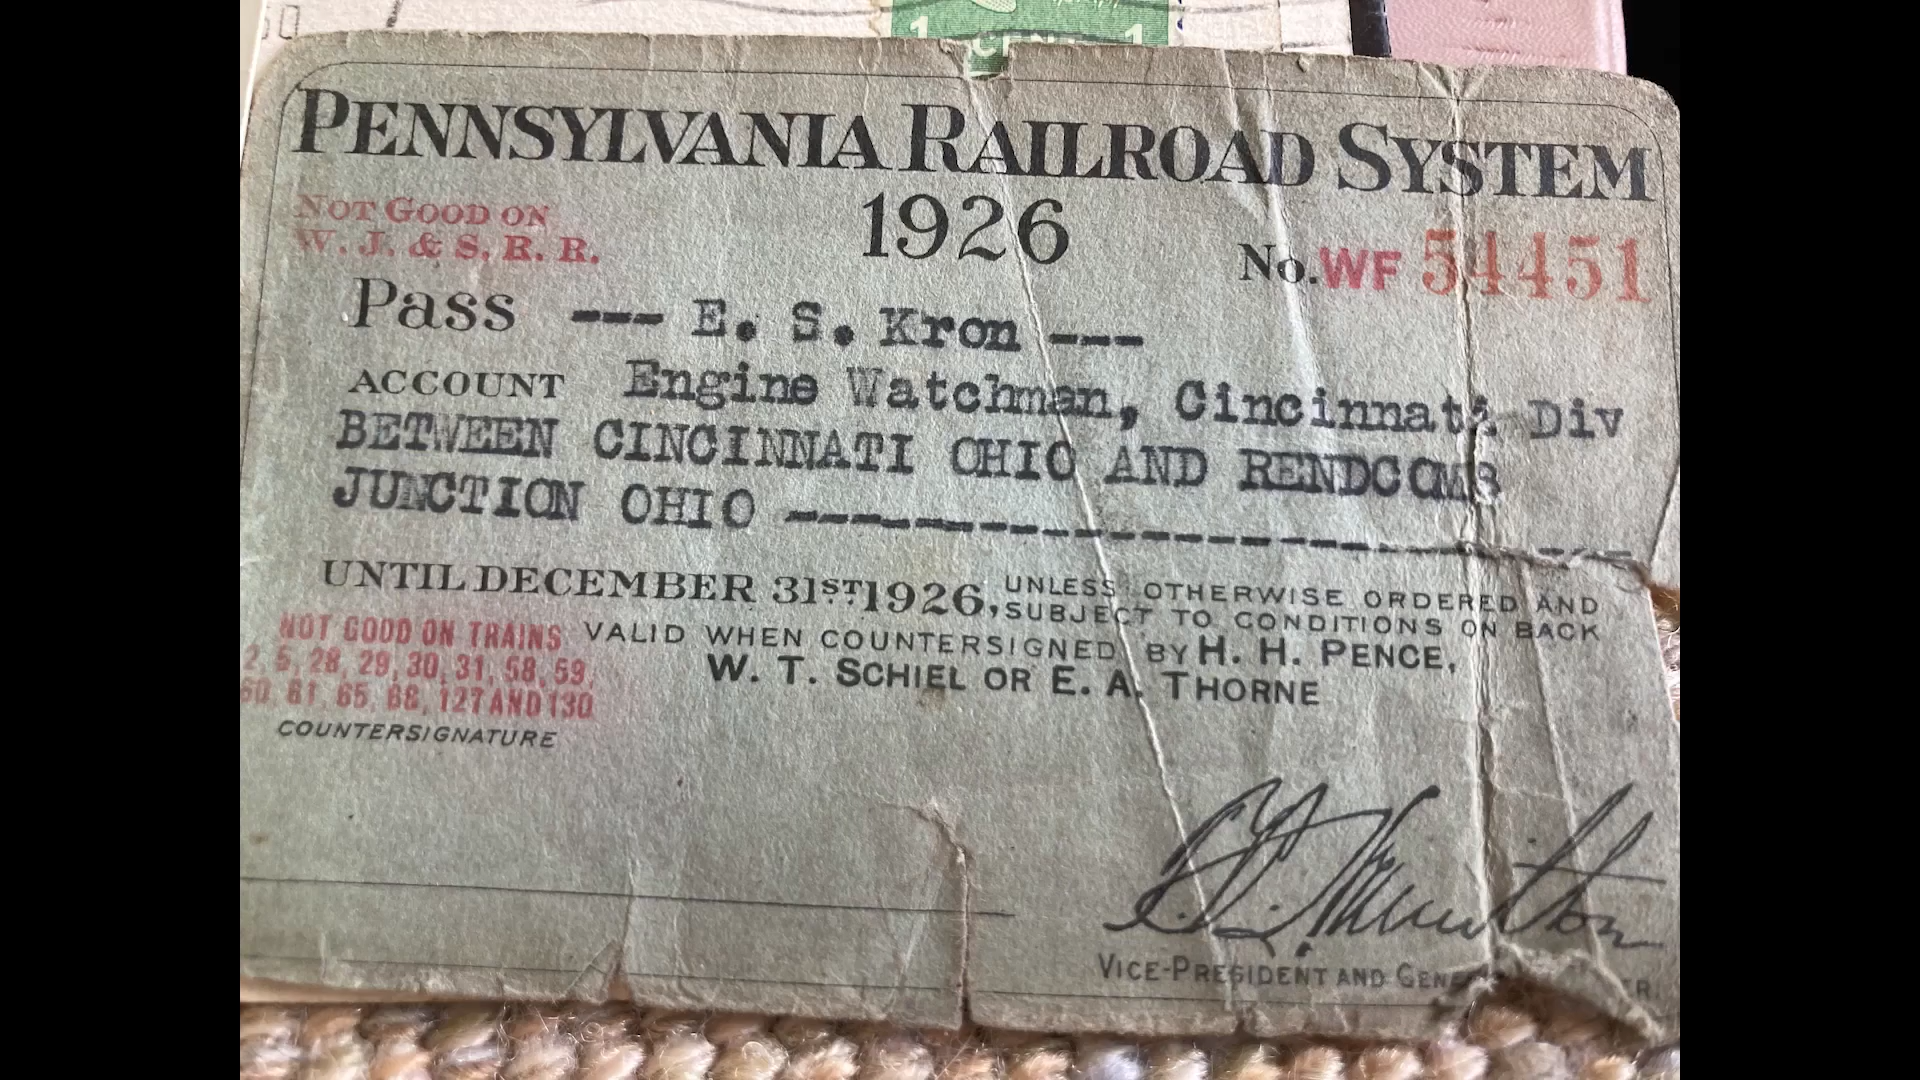 1 CENT 1
PENNSYLVANIA RAILROAD SYSTEM
1926
NOT GOOD ON
W. J. & S. R. R.
No. WF 54451
Pass --- E. S. Kron ---
ACCOUNT Engine Watchman, Cincinnati Div
BETWEEN CINCINNATI OHIO AND RENDCOMB
JUNCTION OHIO
UNTIL DECEMBER 31ST 1926, UNLESS OTHERWISE ORDERED AND
SUBJECT TO CONDITIONS ON BACK
NOT GOOD ON TRAINS
2, 5, 28, 29, 30, 31, 58, 59,
60, 61, 65, 68, 127 AND 130
VALID WHEN COUNTERSIGNED BY H. H. PENCE,
W. T. SCHIEL OR E. A. THORNE
COUNTERSIGNATURE
VICE-PRESIDENT AND